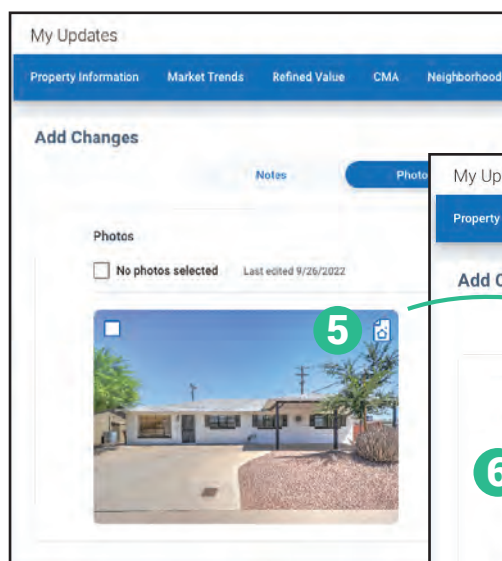 My Updates
Property Information Market Trends Refined Value CMA Neighborhood
Add Changes
Notes Photo
Photos
No photos selected Last edited 9/26/2022
5
My Up
Property
Add C
6